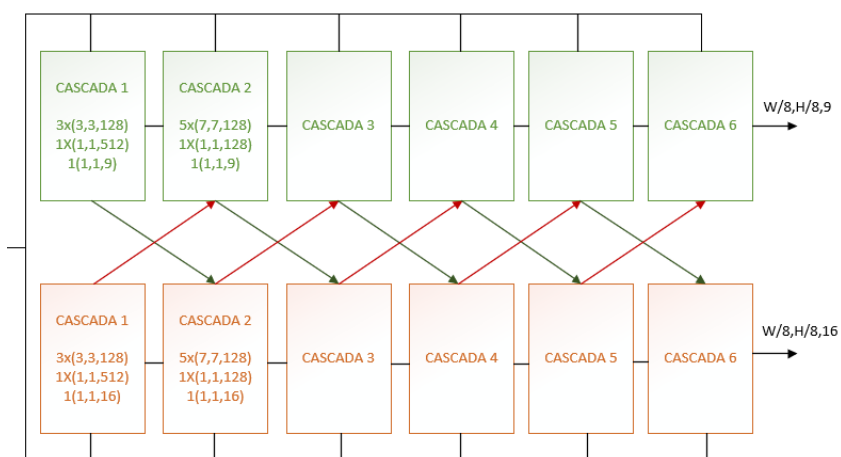 CASCADA 1
3x(3,3,128)
1X(1,1,512)
1(1,1,9)
CASCADA 2
5x(7,7,128)
1X(1,1,128)
1(1,1,9)
CASCADA 3
CASCADA 4
CASCADA 5
CASCADA 6
W/8,H/8,9
CASCADA 1
3x(3,3,128)
1X(1,1,512)
1(1,1,16)
CASCADA 2
5x(7,7,128)
1X(1,1,128)
1(1,1,16)
CASCADA 3
CASCADA 4
CASCADA 5
CASCADA 6
W/8,H/8,16